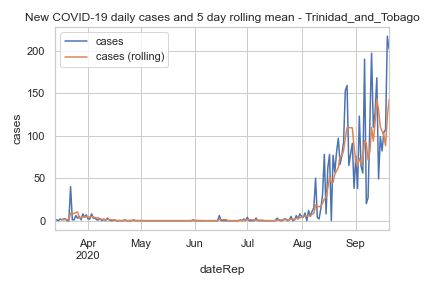 New COVID-19 daily cases and 5 day rolling mean - Trinidad_and_Tobago
cases
cases (rolling)
200
150
100
50
0
cases
Apr
2020
May
Jun
Jul
Aug
Sep
dateRep